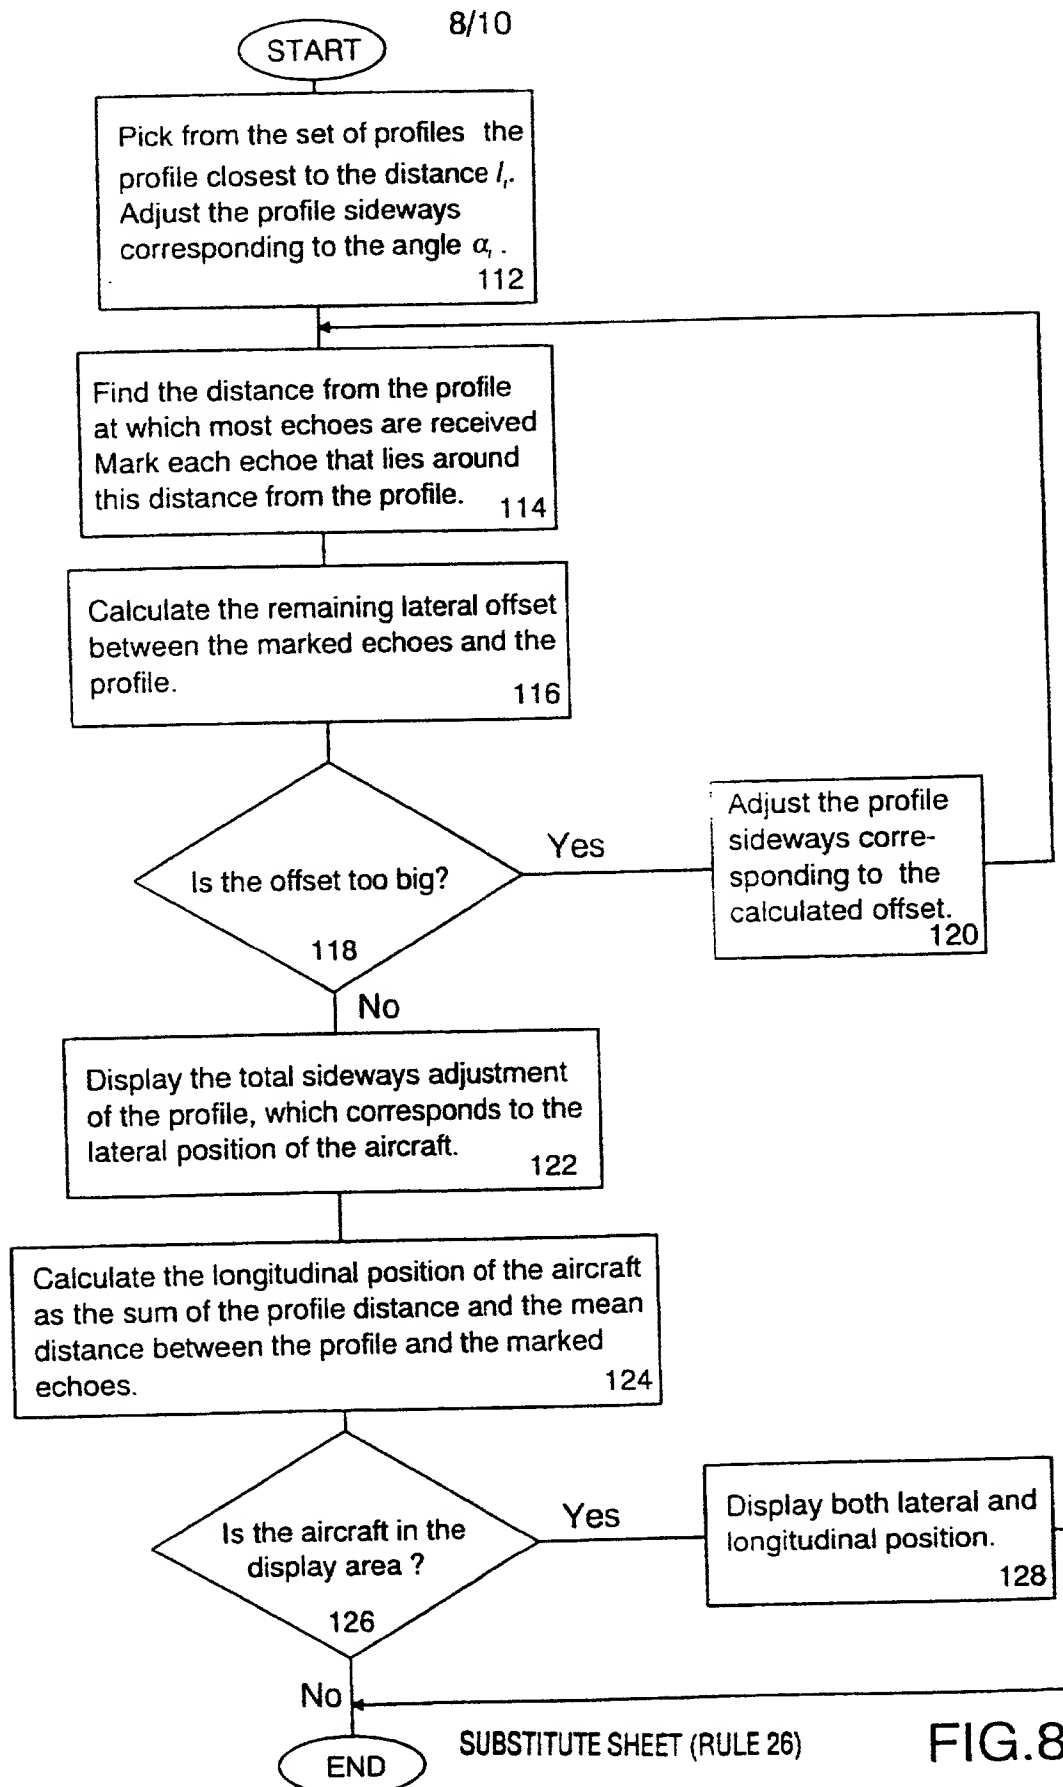 8/10
START
Pick from the set of profiles the
profile closest to the distance lᵢ.
Adjust the profile sideways
corresponding to the angle αᵢ .
112
Find the distance from the profile
at which most echoes are received
Mark each echoe that lies around
this distance from the profile.
114
Calculate the remaining lateral offset
between the marked echoes and the
profile.
116
Is the offset too big?
118
Yes
Adjust the profile
sideways corre-
sponding to the
calculated offset.
120
No
Display the total sideways adjustment
of the profile, which corresponds to the
lateral position of the aircraft.
122
Calculate the longitudinal position of the aircraft
as the sum of the profile distance and the mean
distance between the profile and the marked
echoes.
124
Is the aircraft in the
display area ?
126
Yes
Display both lateral and
longitudinal position.
128
No
END
SUBSTITUTE SHEET (RULE 26)
FIG.8